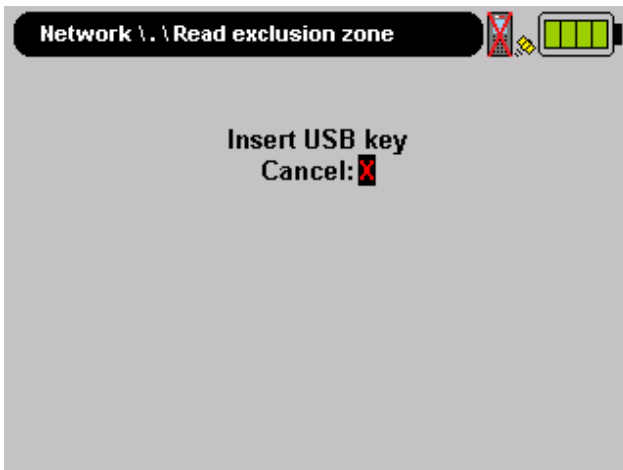 Network \ . \ Read exclusion zone
Insert USB key
Cancel: X